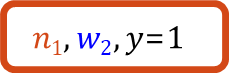 n₁, w₂, y=1